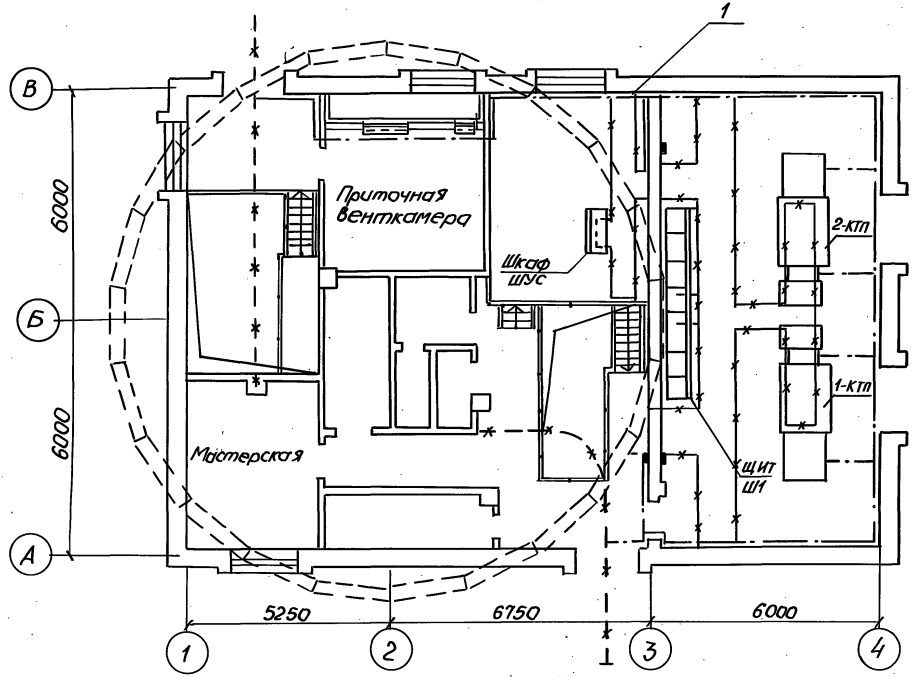 1
В
6000
Приточная
венткамера
2-КТП
Шкаф
ШУС
Б
6000
1-КТП
Мастерская
ЩИТ
Ш1
А
5250
6750
6000
1
2
3
4